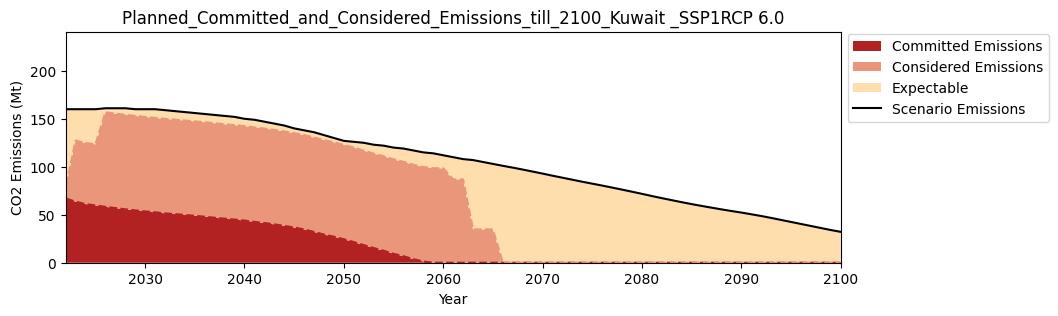 Planned_Committed_and_Considered_Emissions_till_2100_Kuwait _SSP1RCP 6.0
Committed Emissions
Considered Emissions
Expectable
Scenario Emissions
CO2 Emissions (Mt)
200
150
100
50
0
2030 2040 2050 2060 2070 2080 2090 2100
Year